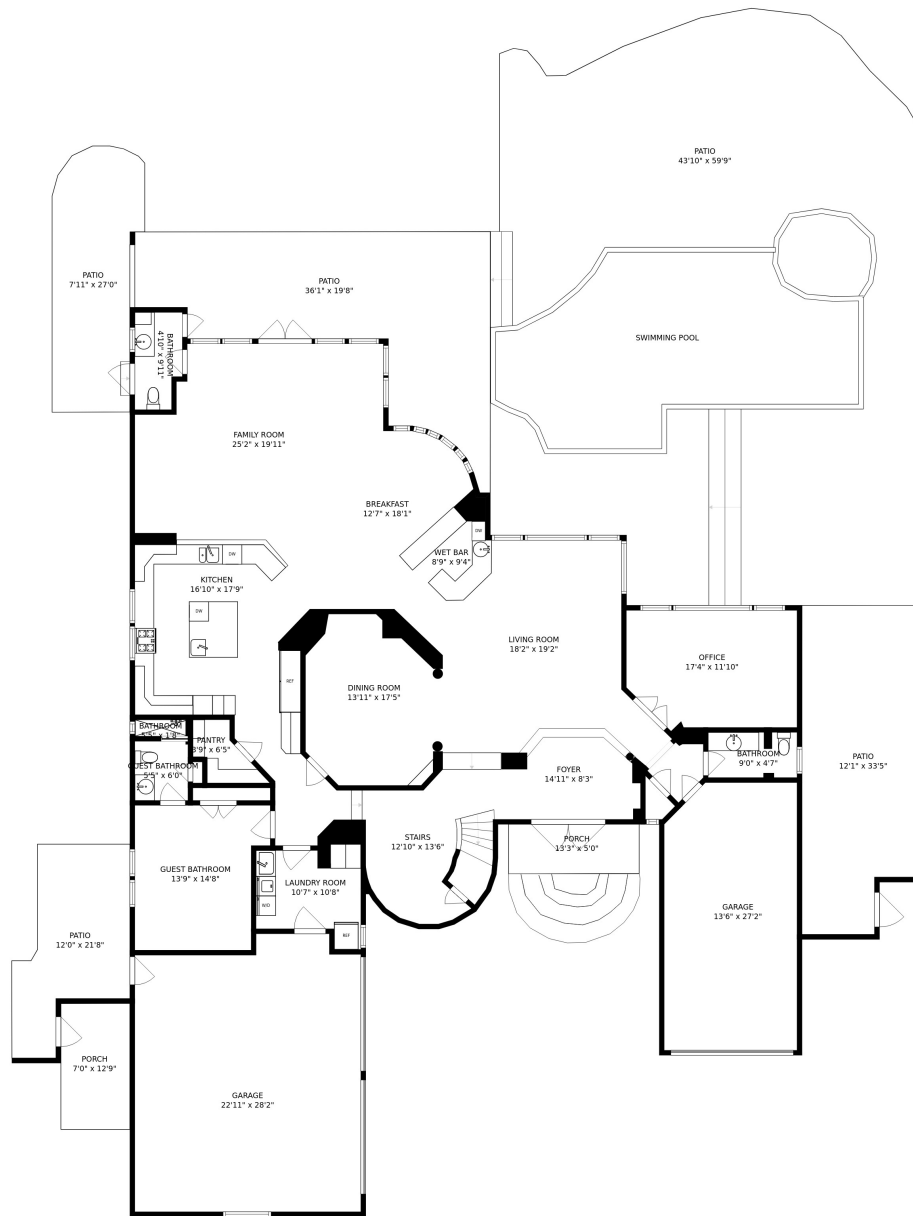 PATIO
43'10" x 59'9"
PATIO
7'11" x 27'0"
PATIO
36'1" x 19'8"
SWIMMING POOL
BATHROOM
4'10" x 9'11"
FAMILY ROOM
25'2" x 19'11"
BREAKFAST
12'7" x 18'1"
DW
WET BAR
8'9" x 9'4"
DW
KITCHEN
16'10" x 17'9"
DW
LIVING ROOM
18'2" x 19'2"
OFFICE
17'4" x 11'10"
REF
DINING ROOM
13'11" x 17'5"
BATHROOM
5'5" x 1'8"
PANTRY
3'9" x 6'5"
GUEST BATHROOM
5'5" x 6'0"
FOYER
14'11" x 8'3"
BATHROOM
9'0" x 4'7"
PATIO
12'1" x 33'5"
STAIRS
12'10" x 13'6"
PORCH
13'3" x 5'0"
GUEST BATHROOM
13'9" x 14'8"
LAUNDRY ROOM
10'7" x 10'8"
W/D
REF
GARAGE
13'6" x 27'2"
PATIO
12'0" x 21'8"
PORCH
7'0" x 12'9"
GARAGE
22'11" x 28'2"